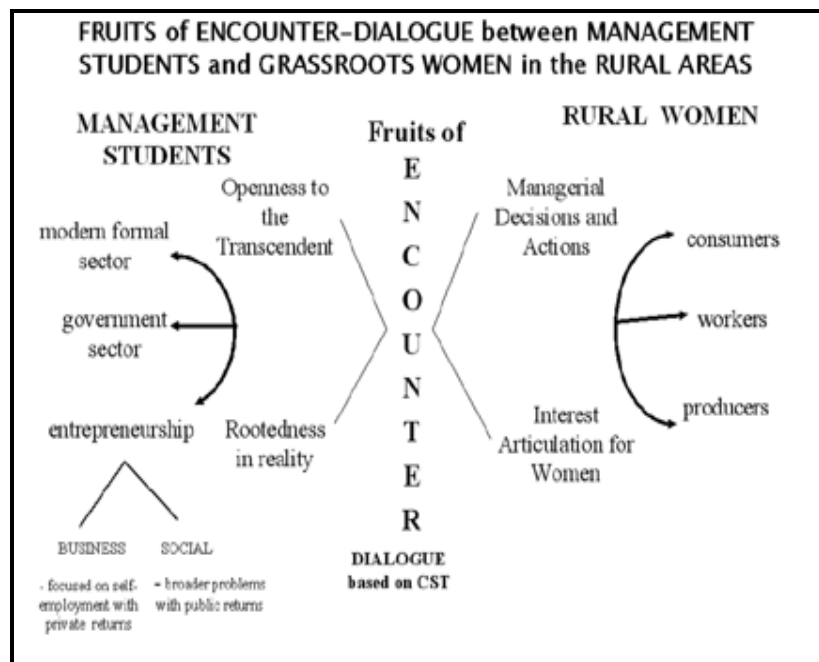 FRUITS of ENCOUNTER-DIALOGUE between MANAGEMENT
STUDENTS and GRASSROOTS WOMEN in the RURAL AREAS
MANAGEMENT
STUDENTS
Openness to
the
Transcendent
modern formal
sector
government
sector
entrepreneurship
Rootedness
in reality
BUSINESS
- focused on self-
employment with
private returns
SOCIAL
- broader problems
with public returns
Fruits of
E
N
C
O
U
N
T
E
R
DIALOGUE
based on CST
RURAL WOMEN
Managerial
Decisions and
Actions
consumers
workers
producers
Interest
Articulation for
Women